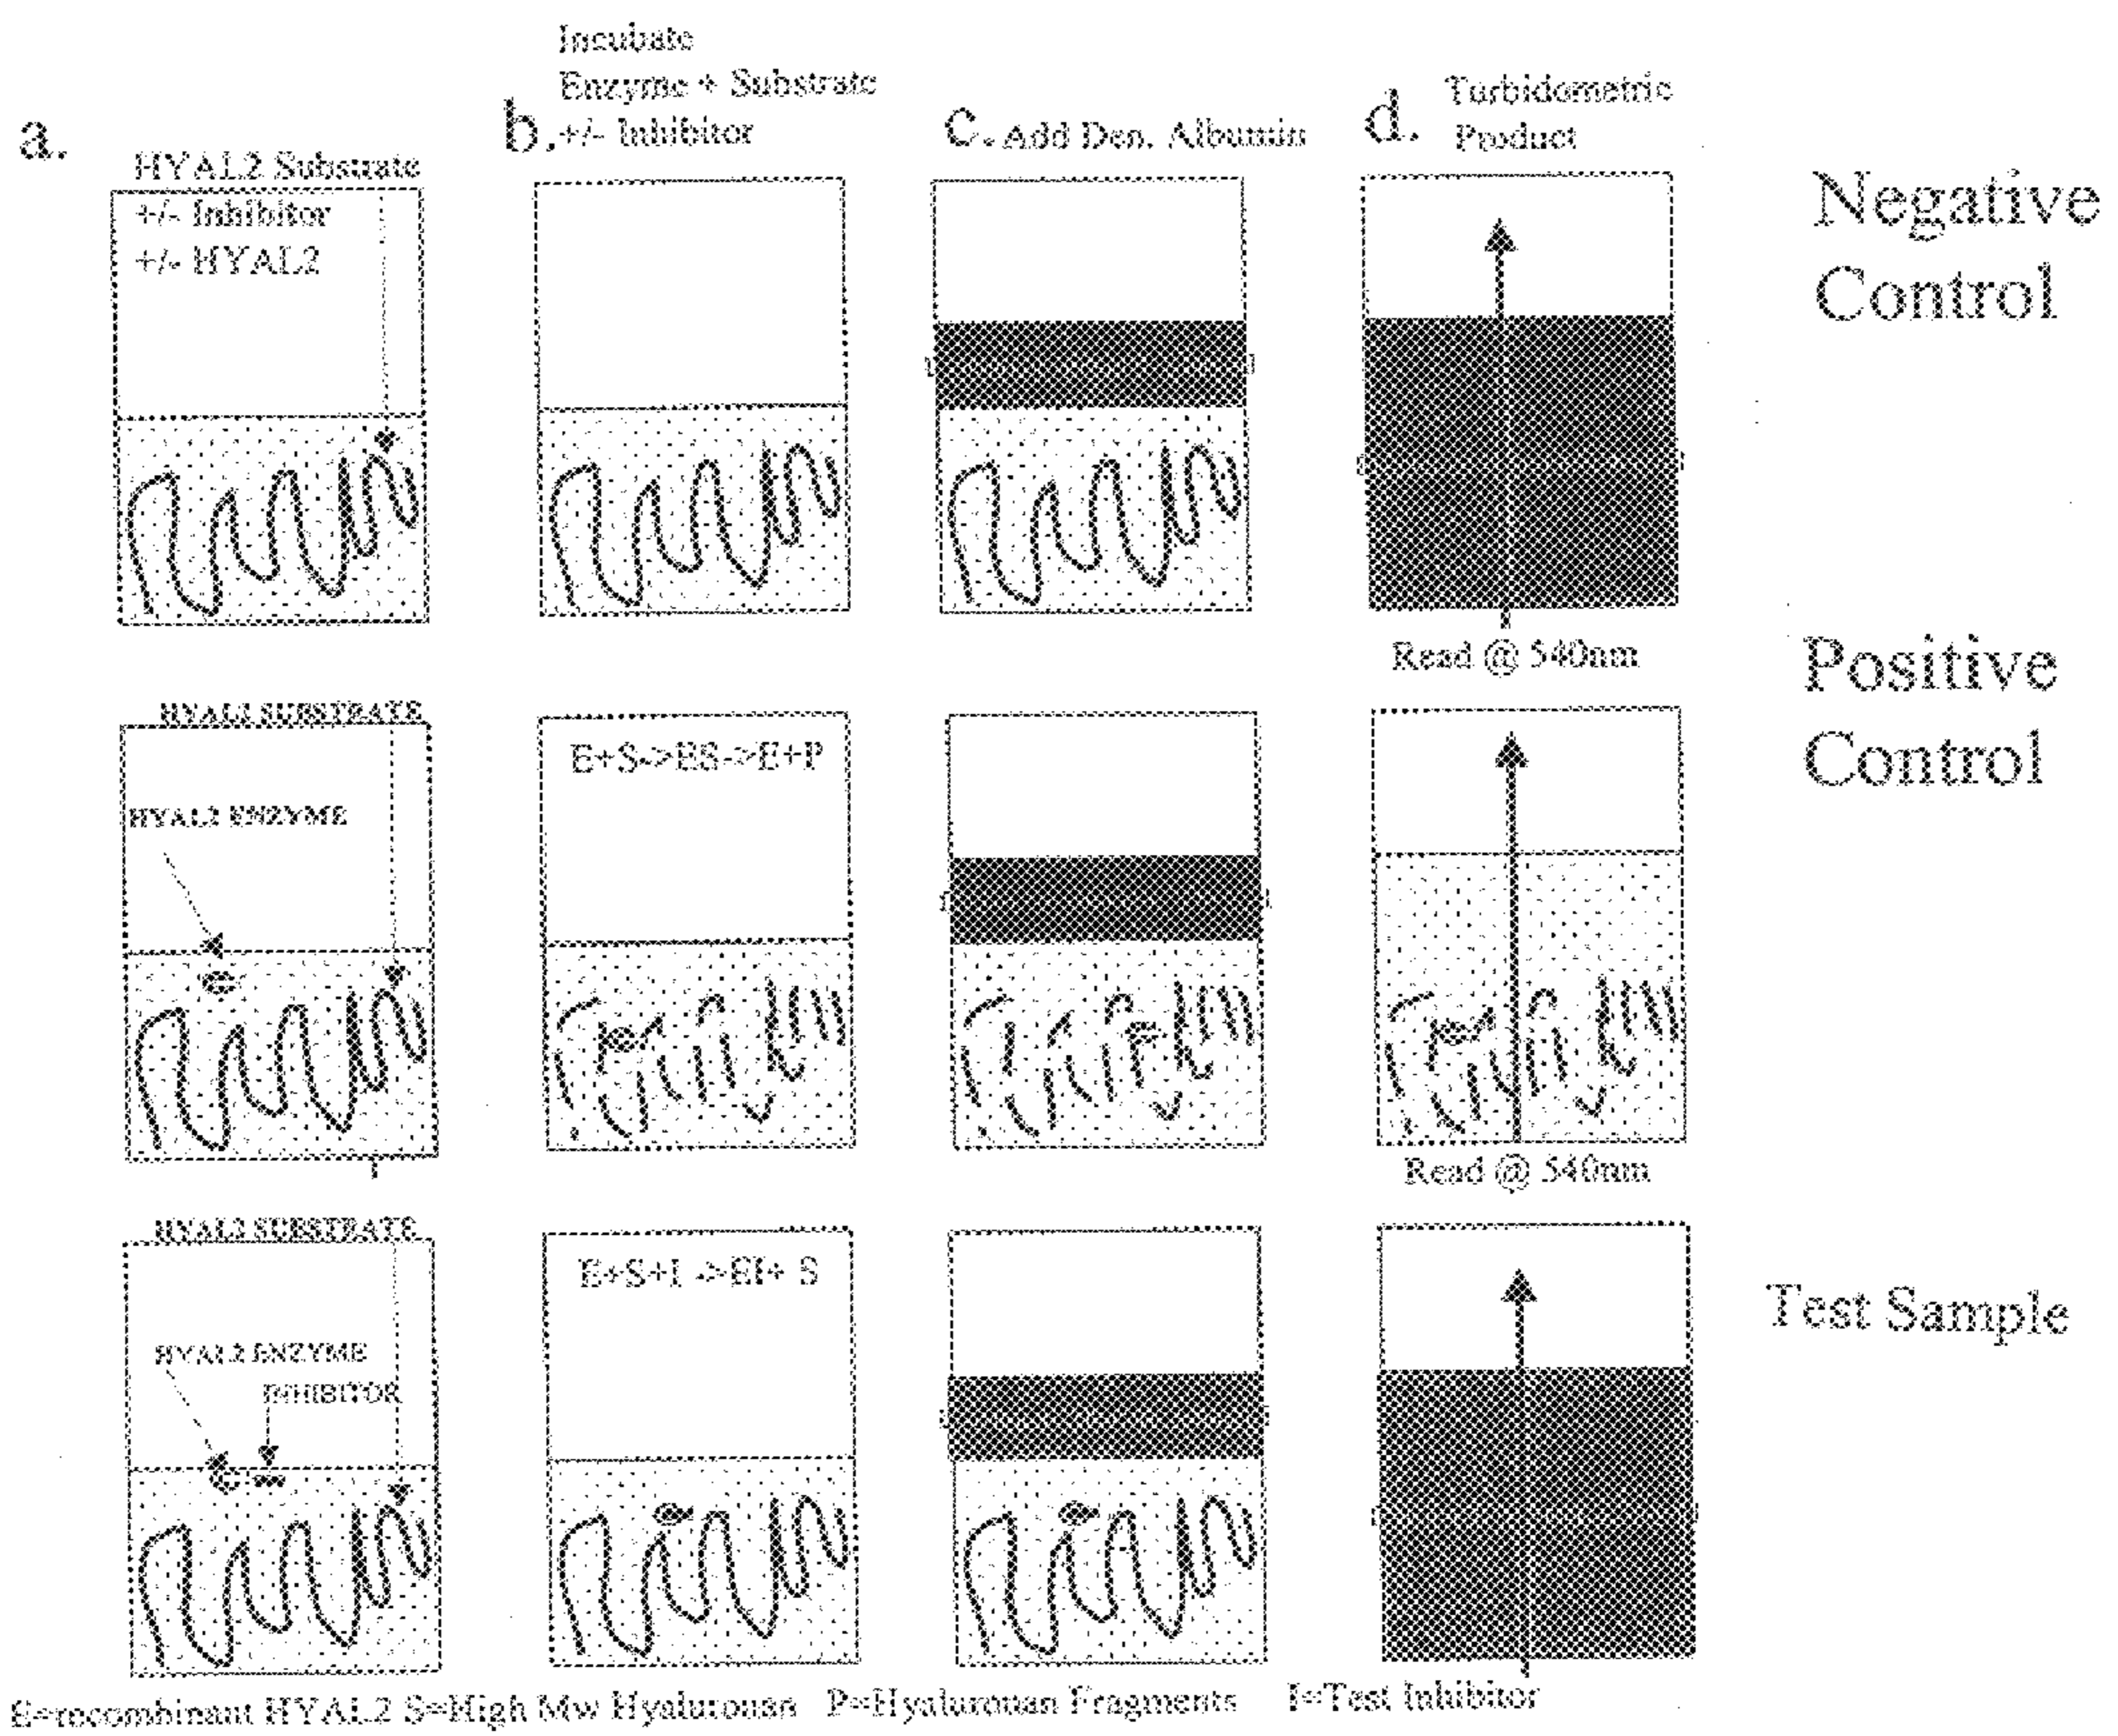 a.
HYAL2 Substrate
+/- Inhibitor
+/- HYAL2
b.
Incubate
Enzyme + Substrate
+/- Inhibitor
c. Add Den. Albumin
d.
Turbidometric
Product
Negative
Control
Read @ 540nm
Positive
Control
HYAL2 SUBSTRATE
HYAL2 ENZYME
E+S->ES->E+P
Read @ 540nm
HYAL2 SUBSTRATE
HYAL2 ENZYME
INHIBITOR
E+S+I ->EI+ S
Test Sample
E=recombinant HYAL2 S=High Mw Hyalurouan P=Hyalurouan Fragments I=Test Inhibitor